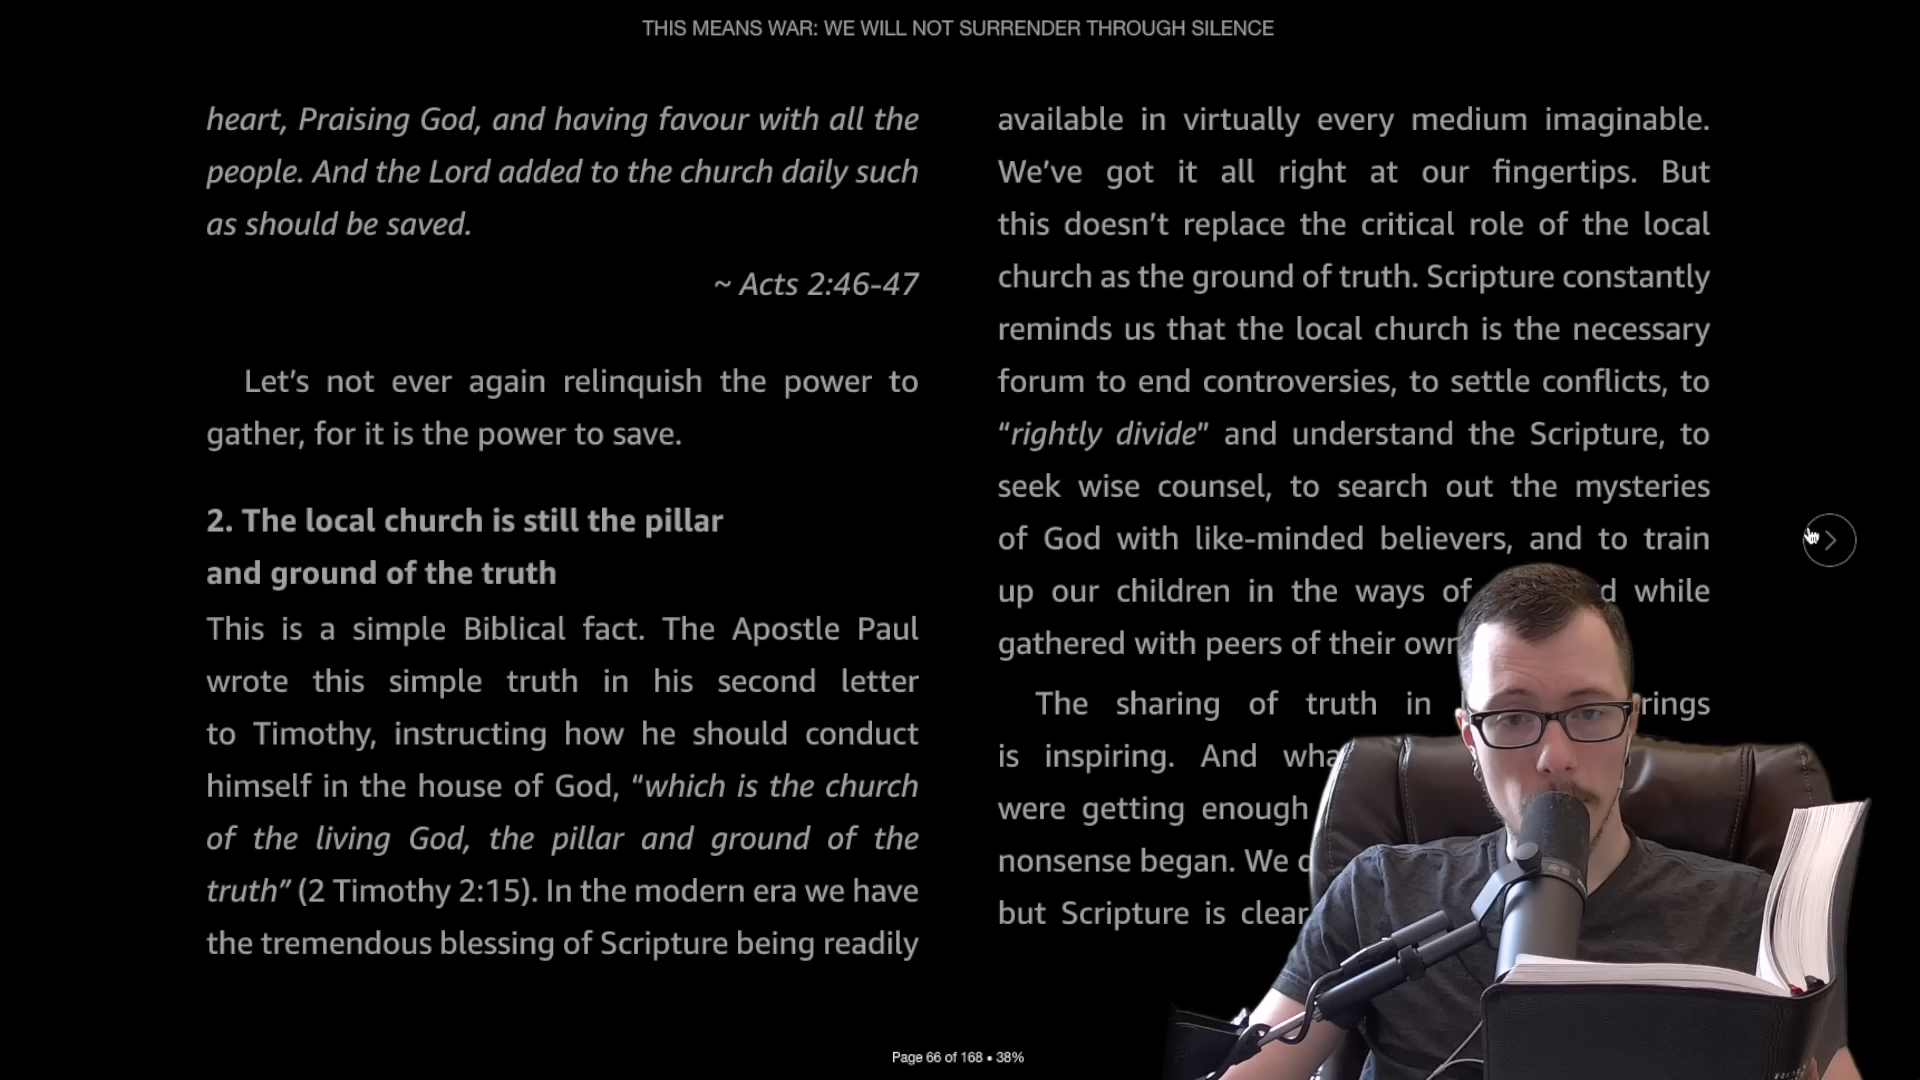 THIS MEANS WAR: WE WILL NOT SURRENDER THROUGH SILENCE
heart, Praising God, and having favour with all the
people. And the Lord added to the church daily such
as should be saved.
~ Acts 2:46-47
Let’s not ever again relinquish the power to
gather, for it is the power to save.
2. The local church is still the pillar
and ground of the truth
This is a simple Biblical fact. The Apostle Paul
wrote this simple truth in his second letter
to Timothy, instructing how he should conduct
himself in the house of God, “which is the church
of the living God, the pillar and ground of the
truth” (2 Timothy 2:15). In the modern era we have
the tremendous blessing of Scripture being readily
available in virtually every medium imaginable.
We’ve got it all right at our fingertips. But
this doesn’t replace the critical role of the local
church as the ground of truth. Scripture constantly
reminds us that the local church is the necessary
forum to end controversies, to settle conflicts, to
“rightly divide” and understand the Scripture, to
seek wise counsel, to search out the mysteries
of God with like-minded believers, and to train
up our children in the ways of while
gathered with peers of their own
The sharing of truth in
is inspiring. And
were getting enough
nonsense began. We
but Scripture is clear
Page 66 of 168 • 38%